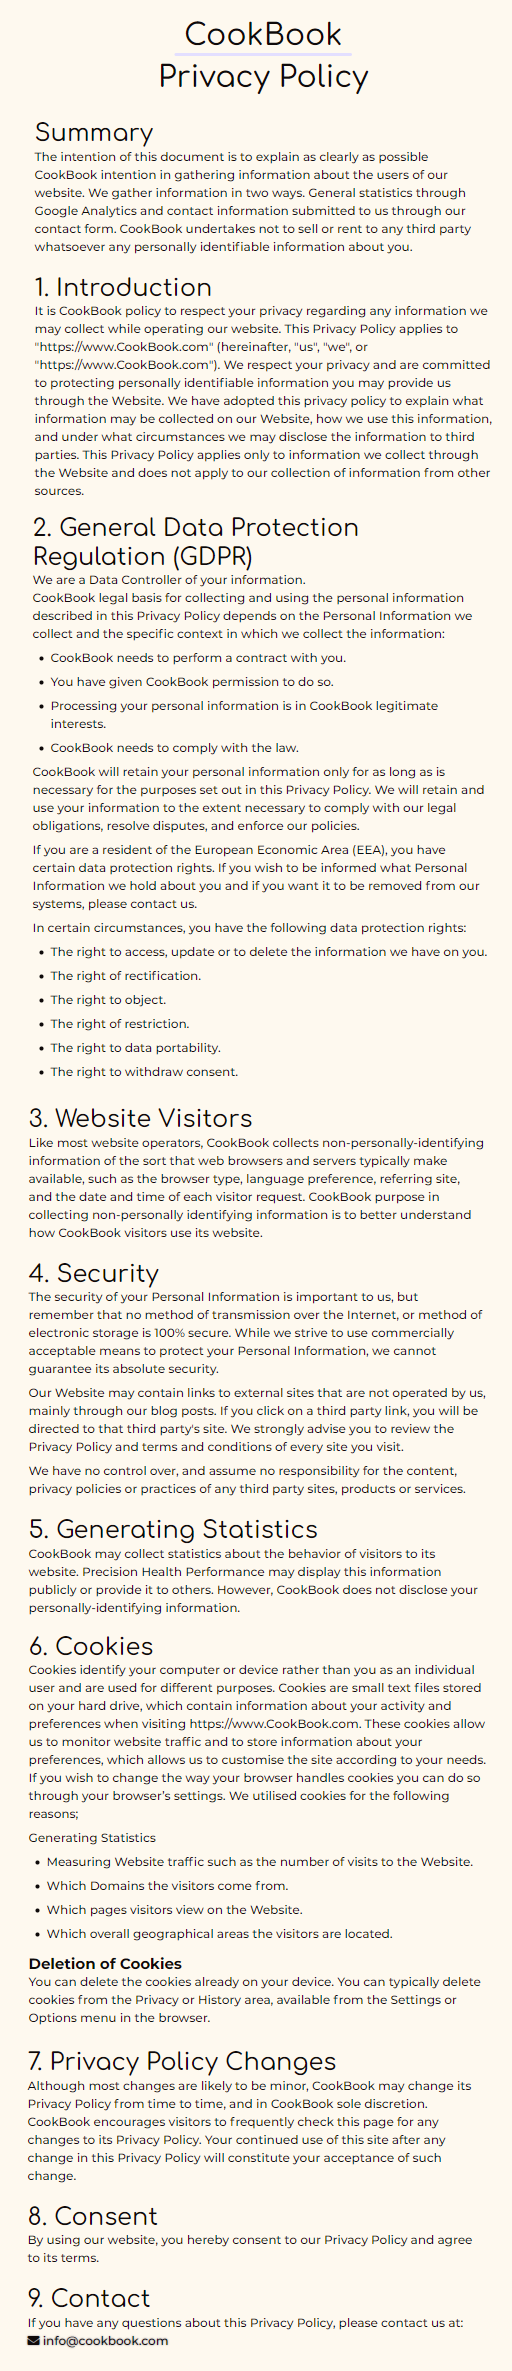 CookBook
Privacy Policy
Summary
The intention of this document is to explain as clearly as possible
CookBook intention in gathering information about the users of our
website. We gather information in two ways. General statistics through
Google Analytics and contact information submitted to us through our
contact form. CookBook undertakes not to sell or rent to any third party
whatsoever any personally identifiable information about you.
1. Introduction
It is CookBook policy to respect your privacy regarding any information we
may collect while operating our website. This Privacy Policy applies to
"https://www.CookBook.com" (hereinafter, "us", "we", or
"https://www.CookBook.com"). We respect your privacy and are committed
to protecting personally identifiable information you may provide us
through the Website. We have adopted this privacy policy to explain what
information may be collected on our Website, how we use this information,
and under what circumstances we may disclose the information to third
parties. This Privacy Policy applies only to information we collect through
the Website and does not apply to our collection of information from other
sources.
2. General Data Protection
Regulation (GDPR)
We are a Data Controller of your information.
CookBook legal basis for collecting and using the personal information
described in this Privacy Policy depends on the Personal Information we
collect and the specific context in which we collect the information:
• CookBook needs to perform a contract with you.
• You have given CookBook permission to do so.
• Processing your personal information is in CookBook legitimate
interests.
• CookBook needs to comply with the law.
CookBook will retain your personal information only for as long as is
necessary for the purposes set out in this Privacy Policy. We will retain and
use your information to the extent necessary to comply with our legal
obligations, resolve disputes, and enforce our policies.
If you are a resident of the European Economic Area (EEA), you have
certain data protection rights. If you wish to be informed what Personal
Information we hold about you and if you want it to be removed from our
systems, please contact us.
In certain circumstances, you have the following data protection rights:
• The right to access, update or to delete the information we have on you.
• The right of rectification.
• The right to object.
• The right of restriction.
• The right to data portability.
• The right to withdraw consent.
3. Website Visitors
Like most website operators, CookBook collects non-personally-identifying
information of the sort that web browsers and servers typically make
available, such as the browser type, language preference, referring site,
and the date and time of each visitor request. CookBook purpose in
collecting non-personally identifying information is to better understand
how CookBook visitors use its website.
4. Security
The security of your Personal Information is important to us, but
remember that no method of transmission over the Internet, or method of
electronic storage is 100% secure. While we strive to use commercially
acceptable means to protect your Personal Information, we cannot
guarantee its absolute security.
Our Website may contain links to external sites that are not operated by us,
mainly through our blog posts. If you click on a third party link, you will be
directed to that third party's site. We strongly advise you to review the
Privacy Policy and terms and conditions of every site you visit.
We have no control over, and assume no responsibility for the content,
privacy policies or practices of any third party sites, products or services.
5. Generating Statistics
CookBook may collect statistics about the behavior of visitors to its
website. Precision Health Performance may display this information
publicly or provide it to others. However, CookBook does not disclose your
personally-identifying information.
6. Cookies
Cookies identify your computer or device rather than you as an individual
user and are used for different purposes. Cookies are small text files stored
on your hard drive, which contain information about your activity and
preferences when visiting https://www.CookBook.com. These cookies allow
us to monitor website traffic and to store information about your
preferences, which allows us to customise the site according to your needs.
If you wish to change the way your browser handles cookies you can do so
through your browser’s settings. We utilised cookies for the following
reasons;
Generating Statistics
• Measuring Website traffic such as the number of visits to the Website.
• Which Domains the visitors come from.
• Which pages visitors view on the Website.
• Which overall geographical areas the visitors are located.
Deletion of Cookies
You can delete the cookies already on your device. You can typically delete
cookies from the Privacy or History area, available from the Settings or
Options menu in the browser.
7. Privacy Policy Changes
Although most changes are likely to be minor, CookBook may change its
Privacy Policy from time to time, and in CookBook sole discretion.
CookBook encourages visitors to frequently check this page for any
changes to its Privacy Policy. Your continued use of this site after any
change in this Privacy Policy will constitute your acceptance of such
change.
8. Consent
By using our website, you hereby consent to our Privacy Policy and agree
to its terms.
9. Contact
If you have any questions about this Privacy Policy, please contact us at:
info@cookbook.com